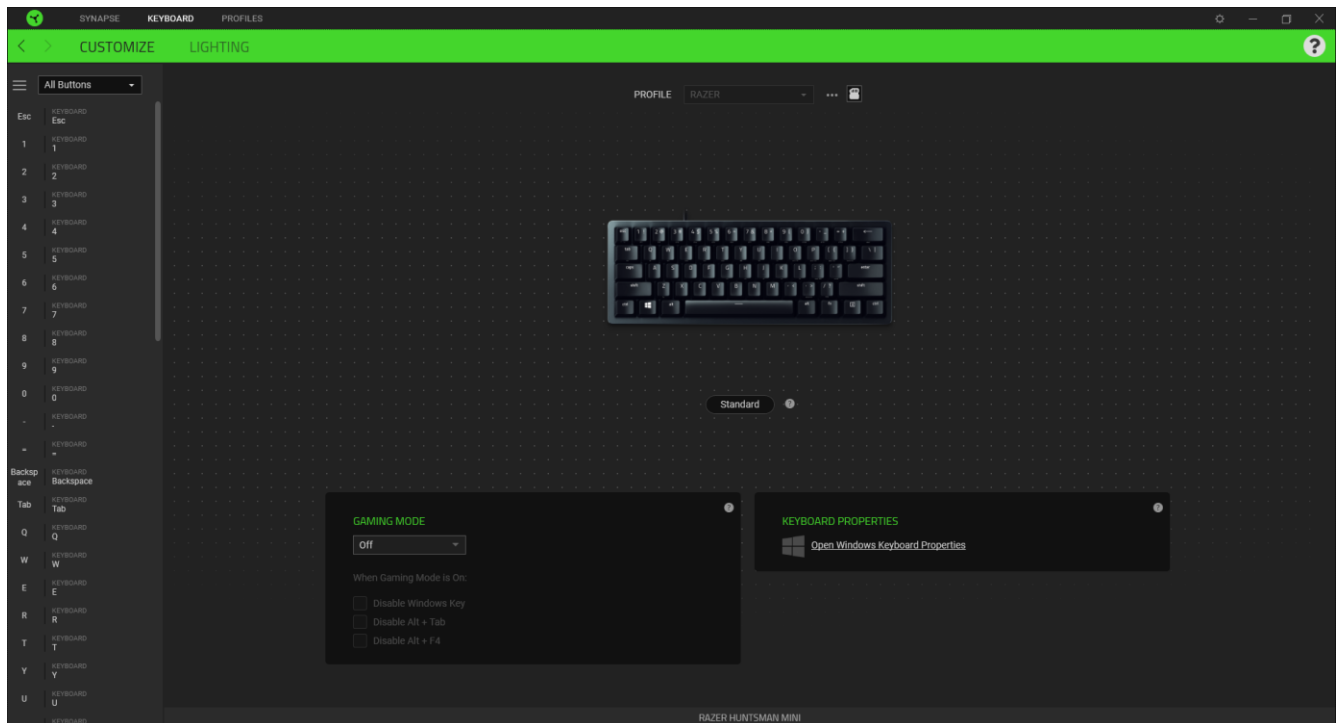 SYNAPSE KEYBOARD PROFILES
CUSTOMIZE LIGHTING
?
All Buttons
PROFILE RAZER
Esc KEYBOARD
Esc
1 KEYBOARD
1
2 KEYBOARD
2
3 KEYBOARD
3
4 KEYBOARD
4
5 KEYBOARD
5
6 KEYBOARD
6
7 KEYBOARD
7
8 KEYBOARD
8
9 KEYBOARD
9
0 KEYBOARD
0
- KEYBOARD
-
= KEYBOARD
=
Backsp
ace
KEYBOARD
Backspace
Tab KEYBOARD
Tab
Q KEYBOARD
Q
W KEYBOARD
W
E KEYBOARD
E
R KEYBOARD
R
T KEYBOARD
T
Y KEYBOARD
Y
U KEYBOARD
U
KEYBOARD
Standard ?
GAMING MODE ?
Off
When Gaming Mode is On:
Disable Windows Key
Disable Alt + Tab
Disable Alt + F4
KEYBOARD PROPERTIES ?
Open Windows Keyboard Properties
RAZER HUNTSMAN MINI